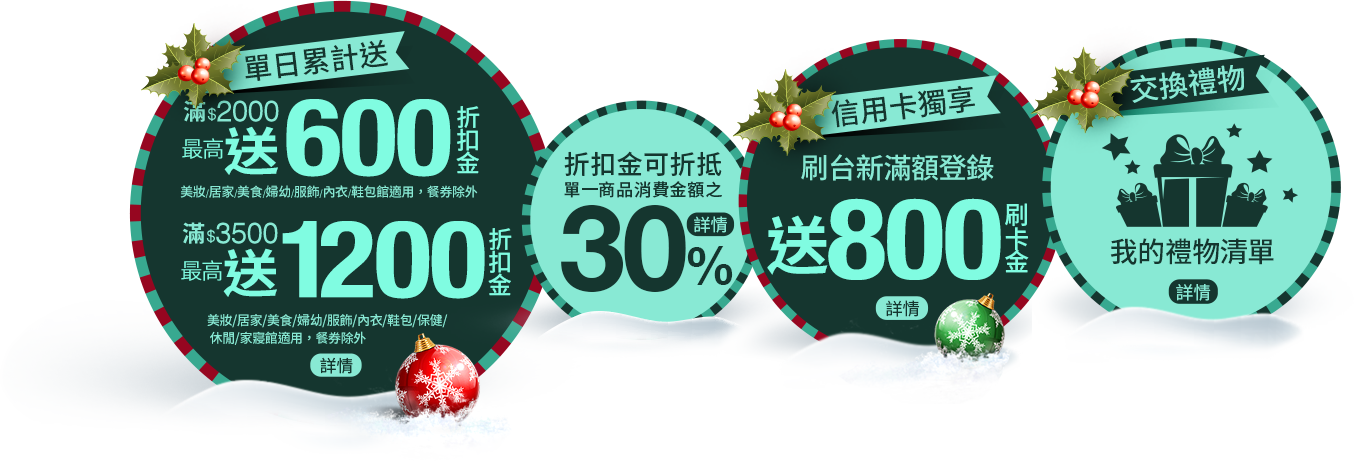 單日累計送
滿$2000
最高送600折扣金
美妝/居家/美食/婦幼/服飾/內衣/鞋包館適用，餐券除外
滿$3500
最高送1200折扣金
美妝/居家/美食/婦幼/服飾/內衣/鞋包/保健/
休閒/家寢館適用，餐券除外
詳情
折扣金可折抵
單一商品消費金額之
30%
詳情
信用卡獨享
刷台新滿額登錄
送800刷卡金
詳情
交換禮物
我的禮物清單
詳情